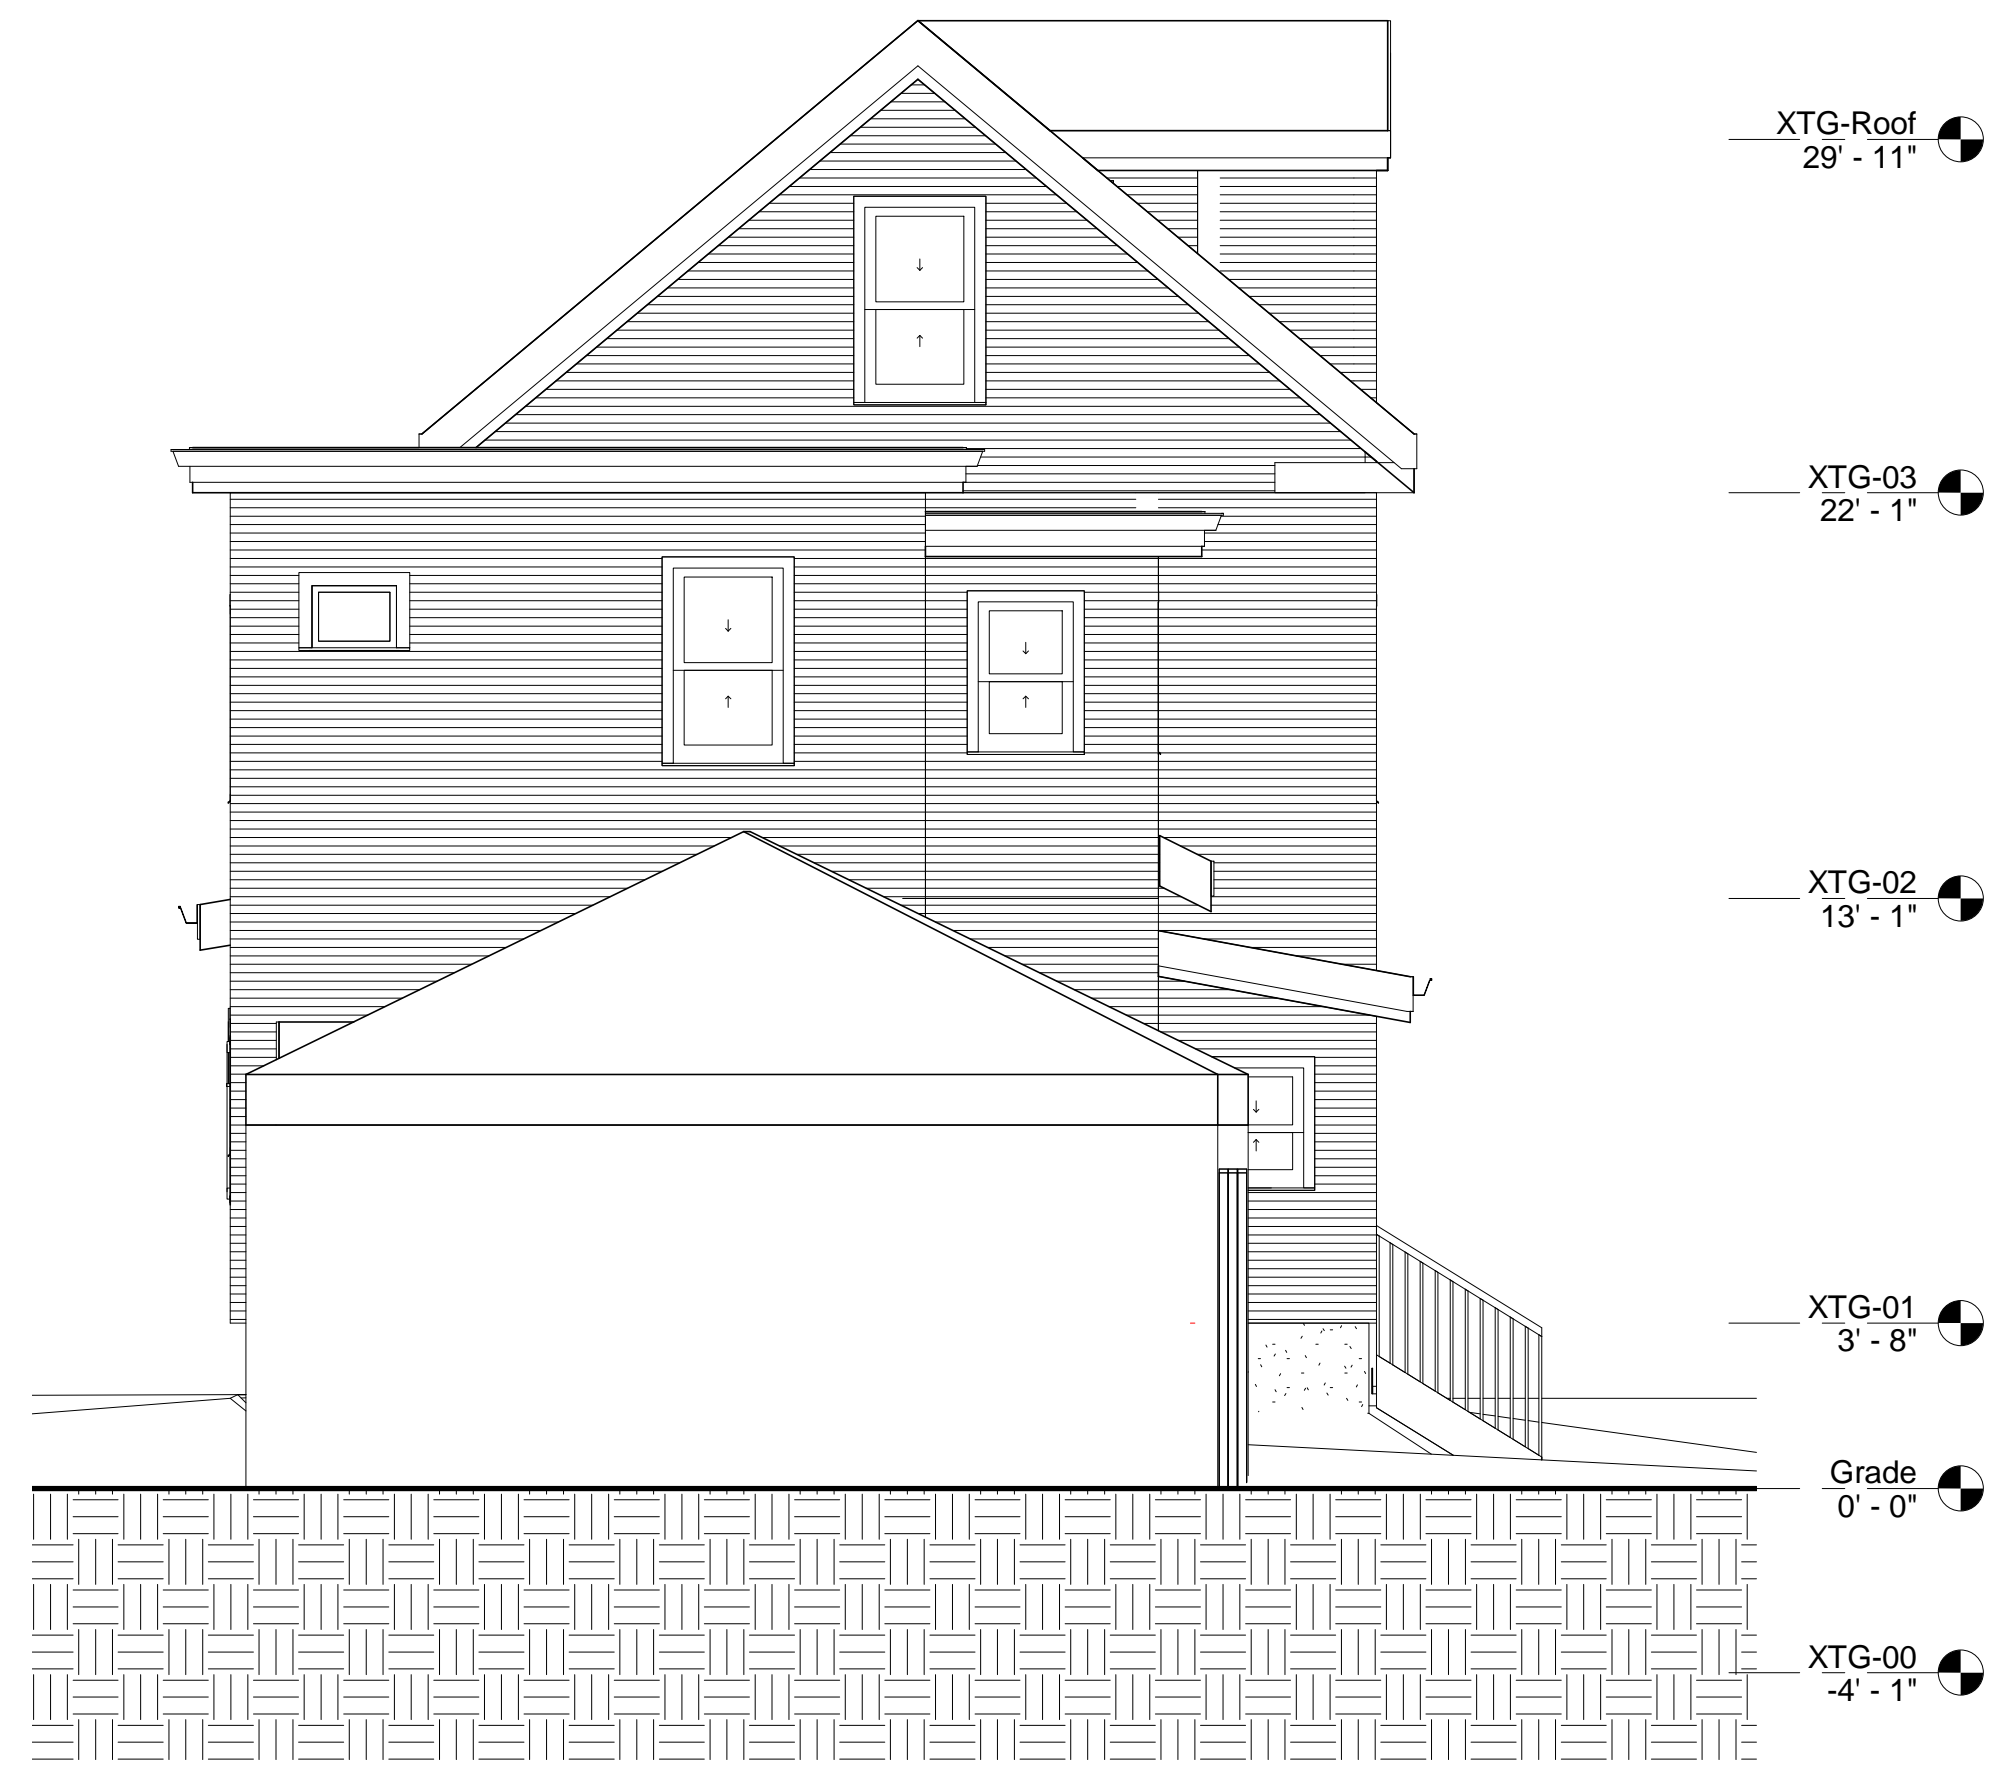 XTG-Roof
29' - 11"
XTG-03
22' - 1"
XTG-02
13' - 1"
XTG-01
3' - 8"
Grade
0' - 0"
XTG-00
-4' - 1"